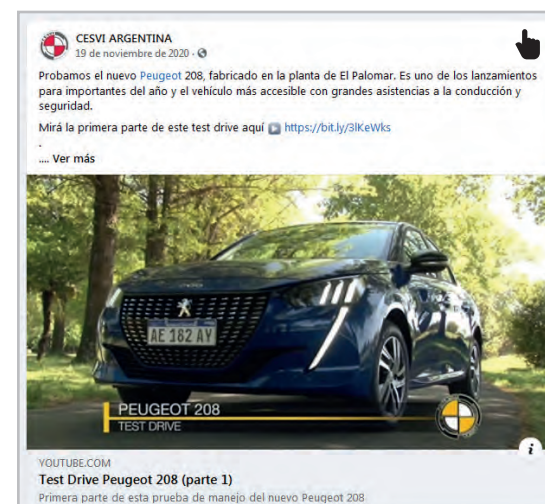 CESVI ARGENTINA
19 de noviembre de 2020 ·
Probamos el nuevo Peugeot 208, fabricado en la planta de El Palomar. Es uno de los lanzamientos
para importantes del año y el vehículo más accesible con grandes asistencias a la conducción y
seguridad.
Mirá la primera parte de este test drive aquí https://bit.ly/3lKeWks
.
.... Ver más
AE 182 AY
PEUGEOT 208
TEST DRIVE
i
YOUTUBE.COM
Test Drive Peugeot 208 (parte 1)
Primera parte de esta prueba de manejo del nuevo Peugeot 208